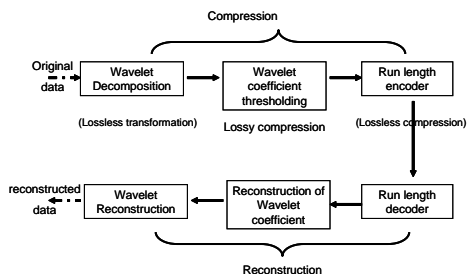 Compression
Original
data
Wavelet
Decomposition
Wavelet
coefficient
thresholding
Run length
encoder
(Lossless transformation)
Lossy compression
(Lossless compression)
reconstructed
data
Wavelet
Reconstruction
Reconstruction of
Wavelet
coefficient
Run length
decoder
Reconstruction